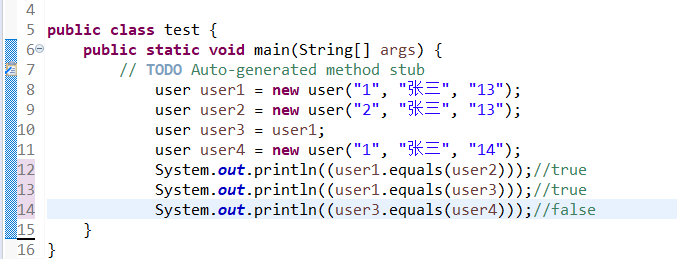 4
5 public class test {
6 public static void main(String[] args) {
7 // TODO Auto-generated method stub
8 user user1 = new user("1", "张三", "13");
9 user user2 = new user("2", "张三", "13");
10 user user3 = user1;
11 user user4 = new user("1", "张三", "14");
12 System.out.println((user1.equals(user2)));//true
13 System.out.println((user1.equals(user3)));//true
14 System.out.println((user3.equals(user4)));//false
15 }
16 }